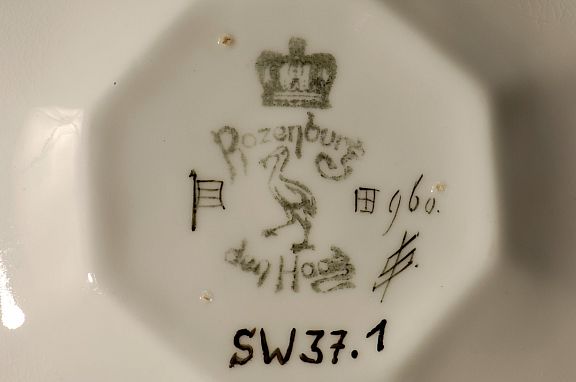 Rozenburg
960.
den Haag
SW37.1